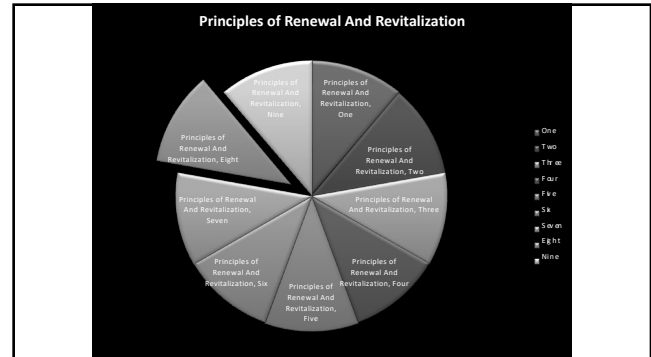 Principles of Renewal And Revitalization
Principles of
Renewal And
Revitalization,
Nine
Principles of
Renewal And
Revitalization,
One
Principles of
Renewal And
Revitalization, Eight
Principles of
Renewal And
Revitalization, Two
Principles of Renewal
And Revitalization,
Seven
Principles of Renewal
And Revitalization, Three
Principles of
Renewal And
Revitalization, Six
Principles of
Renewal And
Revitalization, Four
Principles of
Renewal And
Revitalization,
Five
One
Two
Three
Four
Five
Six
Seven
Eight
Nine